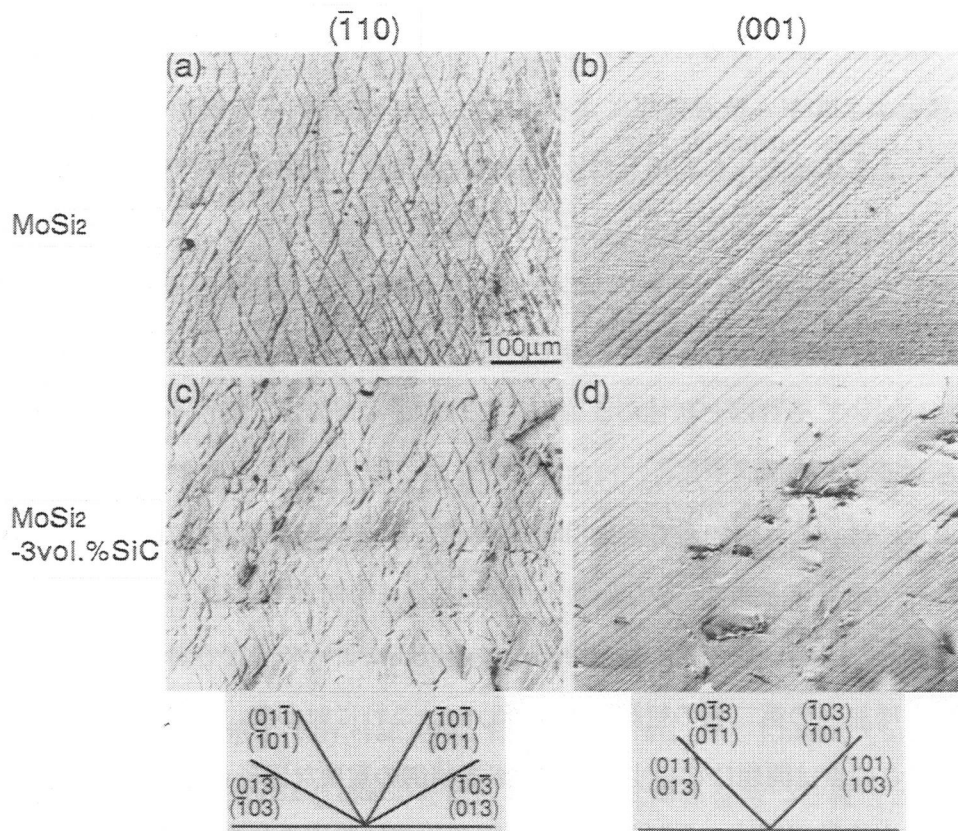 (1̄10) (001)
(a) (b)
MoSi₂
100μm
(c) (d)
MoSi₂
-3vol.%SiC
(011̄) (1̄01̄) (01̄3) (1̄03)
(1̄01) (011) (01̄1) (1̄01)
(013̄) (1̄03̄) (011) (101)
(1̄03) (013) (013) (103)